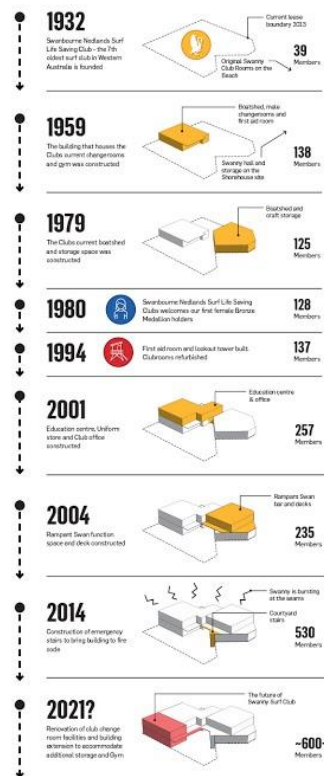 1932
Swanbourne Nedlands Surf
Life Saving Club - the 7th
oldest surf club in Western
Australia is founded
Current lease
boundary 2013
Original Swanny
Club Rooms on the
Beach
39
Members
1959
The building that houses the
Clubs current changerooms
and gym was constructed
Boatshed, male
changerooms and
first aid room
Swanny hall and
storage on the
Shorehouse site
138
Members
1979
The Clubs current boatshed
and storage space was
constructed
Boatshed and
craft storage
125
Members
1980
Swanbourne Nedlands Surf Life Saving
Clubs welcomes our first female Bronze
Medallion holders
128
Members
1994
First aid room and lookout tower built.
Clubrooms refurbished
137
Members
2001
Education centre, Uniform
store and Club office
constructed
Education centre
& office
257
Members
2004
Rampant Swan function
space and deck constructed
Rampant Swan
bar and decks
235
Members
2014
Construction of emergency
stairs to bring building to fire
code
Swanny is bursting
at the seams
Courtyard
stairs
530
Members
2021?
Renovation of club change
room facilities and building
extension to accommodate
additional storage and Gym
The future of
Swanny Surf Club
~600+
Members